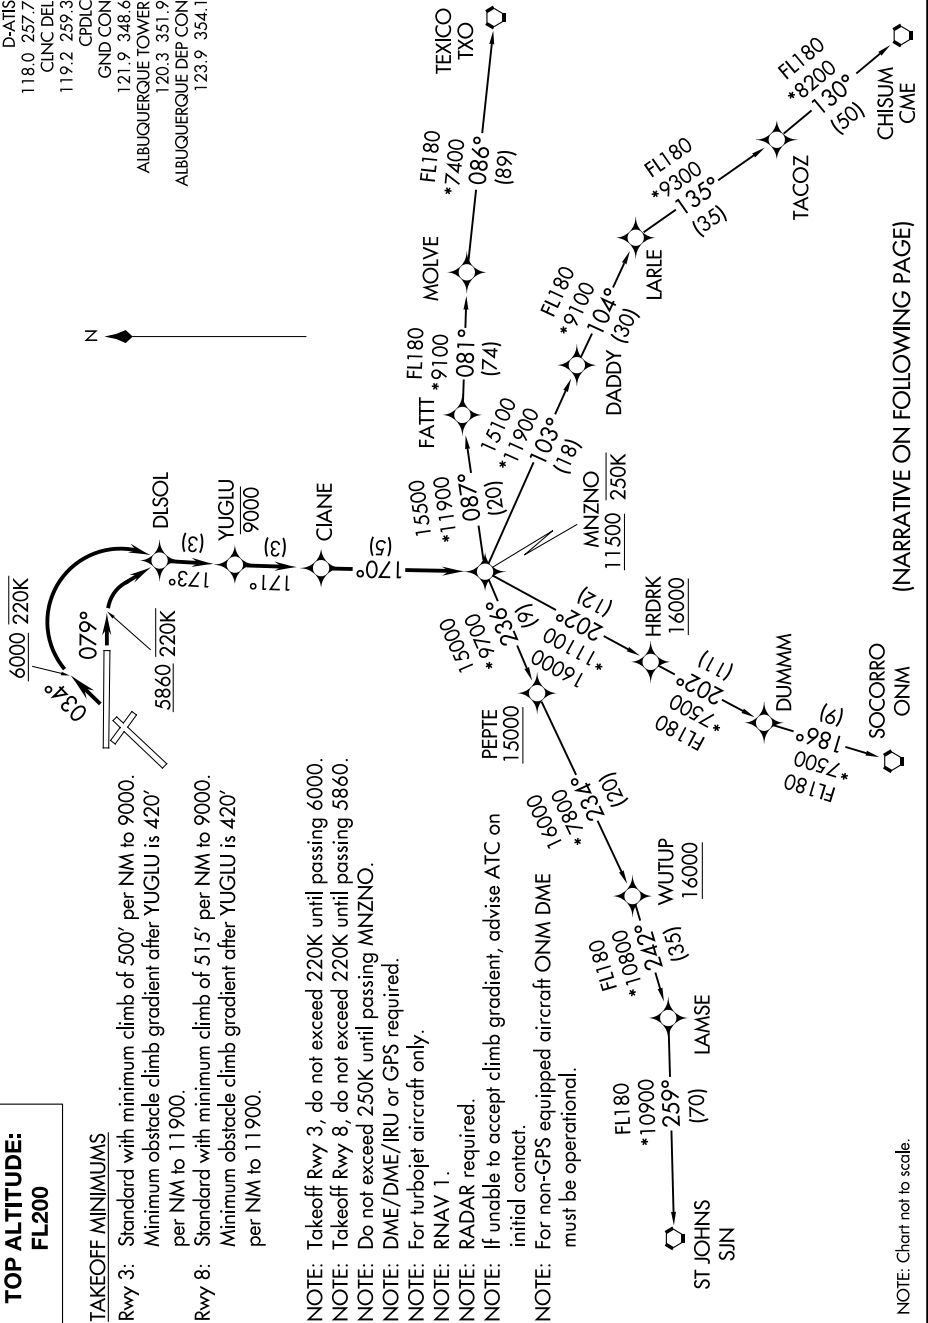 TOP ALTITUDE:
FL200
D-ATIS
118.0 257.7
CLNC DEL
119.2 259.3
CPDLC
GND CON
121.9 348.6
ALBUQUERQUE TOWER
120.3 351.9
ALBUQUERQUE DEP CON
123.9 354.1
TAKEOFF MINIMUMS
Rwy 3: Standard with minimum climb of 500' per NM to 9000.
Minimum obstacle climb gradient after YUGLU is 420'
per NM to 11900.
Rwy 8: Standard with minimum climb of 515' per NM to 9000.
Minimum obstacle climb gradient after YUGLU is 420'
per NM to 11900.
NOTE: Takeoff Rwy 3, do not exceed 220K until passing 6000.
NOTE: Takeoff Rwy 8, do not exceed 220K until passing 5860.
NOTE: Do not exceed 250K until passing MNZNO.
NOTE: DME/DME/IRU or GPS required.
NOTE: For turbojet aircraft only.
NOTE: RNAV 1.
NOTE: RADAR required.
NOTE: If unable to accept climb gradient, advise ATC on
initial contact.
NOTE: For non-GPS equipped aircraft ONM DME
must be operational.
6000 220K
034°
079°
5860 220K
N
DLSOL
173°
(3)
YUGLU
9000
171°
(3)
CIANE
170°
(5)
MNZNO
11500 250K
15500
*11900
087°
(20)
FATTT
FL180
*9100
081°
(74)
MOLVE
FL180
*7400
086°
(89)
TEXICO
TXO
15100
*11900
103°
(18)
DADDY
FL180
*9100
104°
(30)
LARLE
FL180
*9300
135°
(35)
TACOZ
FL180
*8200
130°
(50)
CHISUM
CME
15000
*9700
236°
(9)
PEPTE
15000
16000
*7800
234°
(20)
WUTUP
16000
FL180
*10800
242°
(35)
LAMSE
FL180
*10900
259°
(70)
ST JOHNS
SJN
16000
*11100
202°
(12)
HRDRK
16000
FL180
*7500
202°
(11)
DUMMM
FL180
*7500
186°
(9)
SOCORRO
ONM
NOTE: Chart not to scale.
(NARRATIVE ON FOLLOWING PAGE)